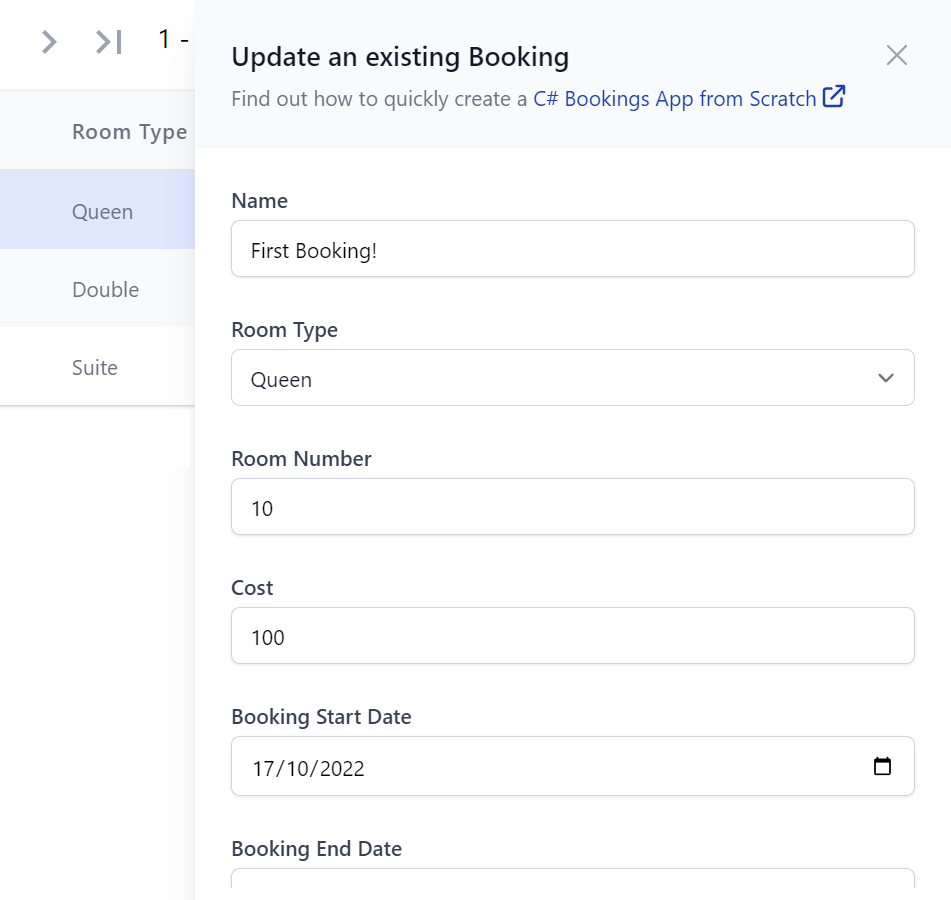 1 -
Room Type
Queen
Double
Suite
Update an existing Booking
Find out how to quickly create a C# Bookings App from Scratch
Name
First Booking!
Room Type
Queen
Room Number
10
Cost
100
Booking Start Date
17/10/2022
Booking End Date